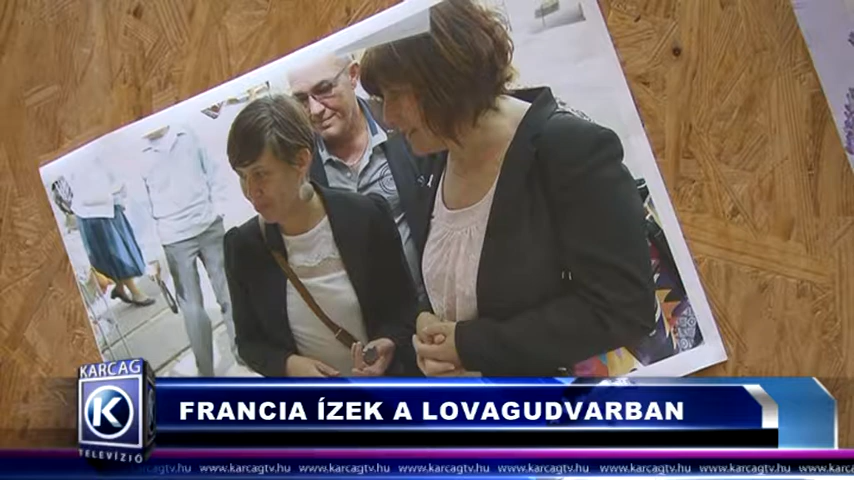 FRANCIA ÍZEK A LOVAGUDVARBAN
KARCAG
K
TELEVÍZIÓ
www.karcagtv.hu www.karcagtv.hu www.karcagtv.hu www.karcagtv.hu www.karcagtv.hu www.karcagtv.hu www.karcagtv.hu